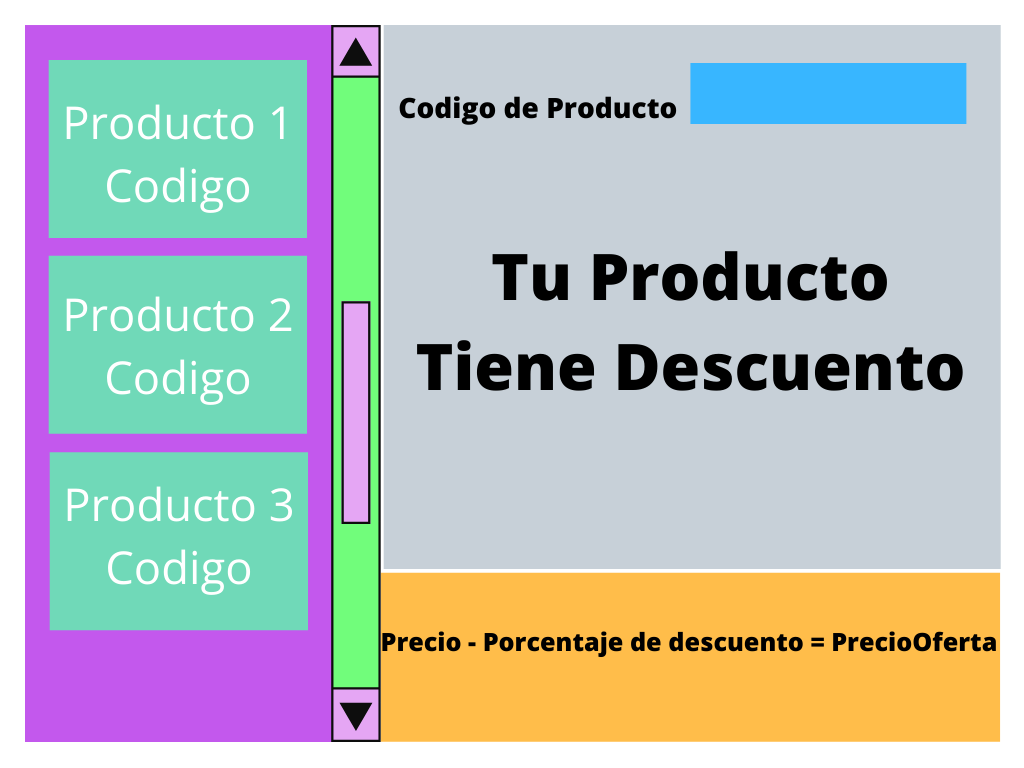 Producto 1
Codigo
Producto 2
Codigo
Producto 3
Codigo
Codigo de Producto
Tu Producto
Tiene Descuento
Precio - Porcentaje de descuento = PrecioOferta